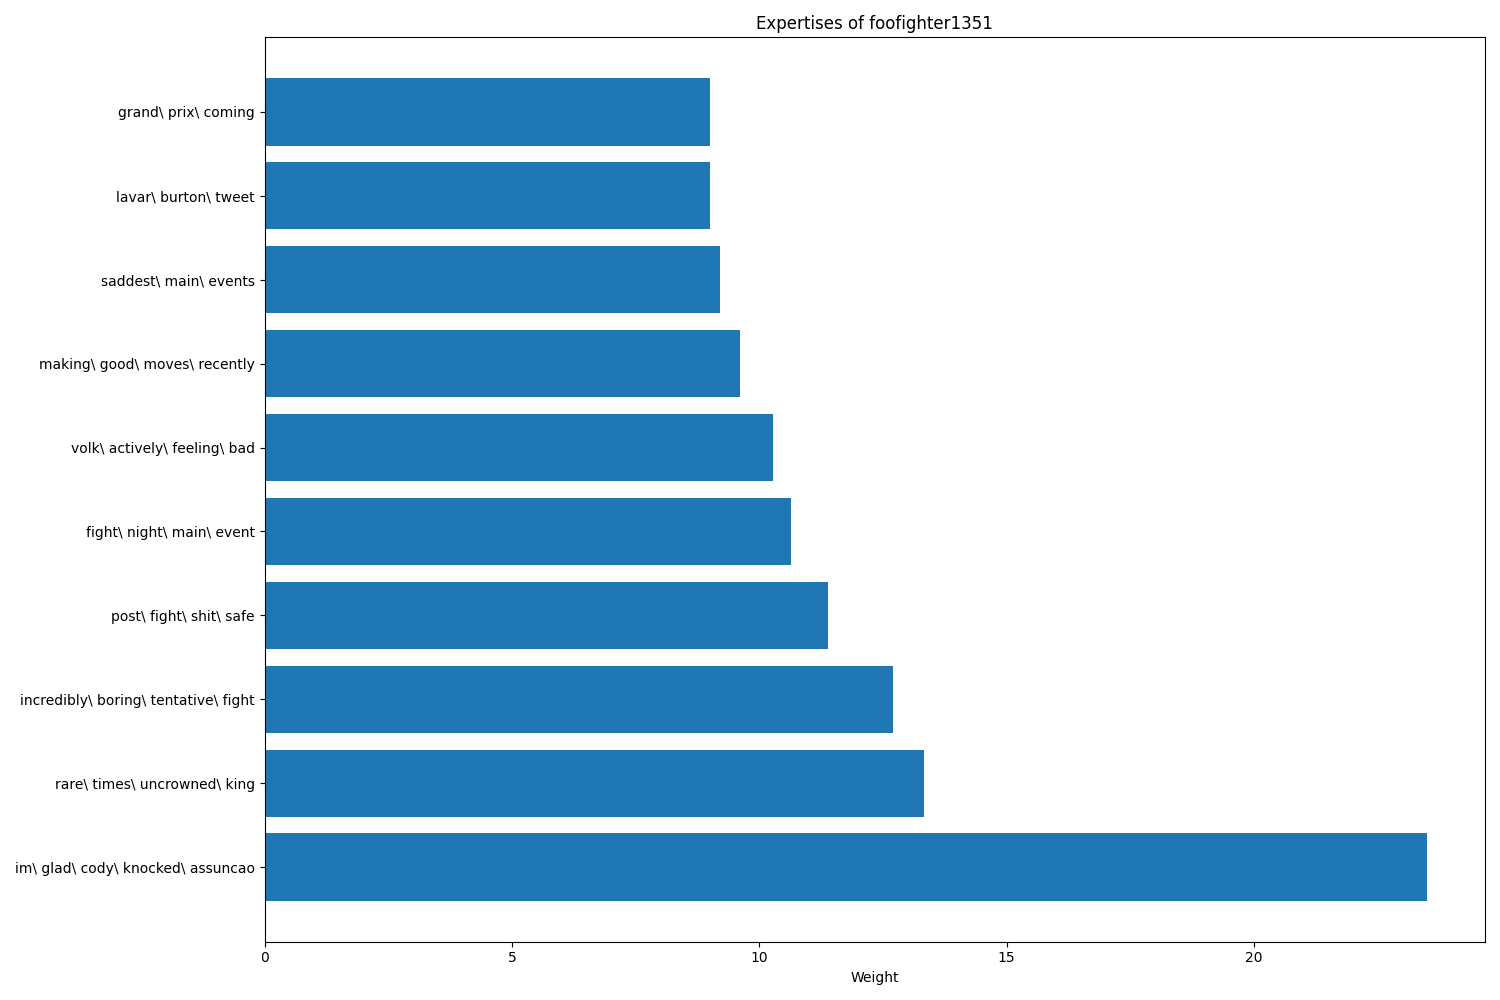 Expertises of foofighter1351
grand\ prix\ coming
lavar\ burton\ tweet
saddest\ main\ events
making\ good\ moves\ recently
volk\ actively\ feeling\ bad
fight\ night\ main\ event
post\ fight\ shit\ safe
incredibly\ boring\ tentative\ fight
rare\ times\ uncrowned\ king
im\ glad\ cody\ knocked\ assuncao
0 5 10 15 20
Weight